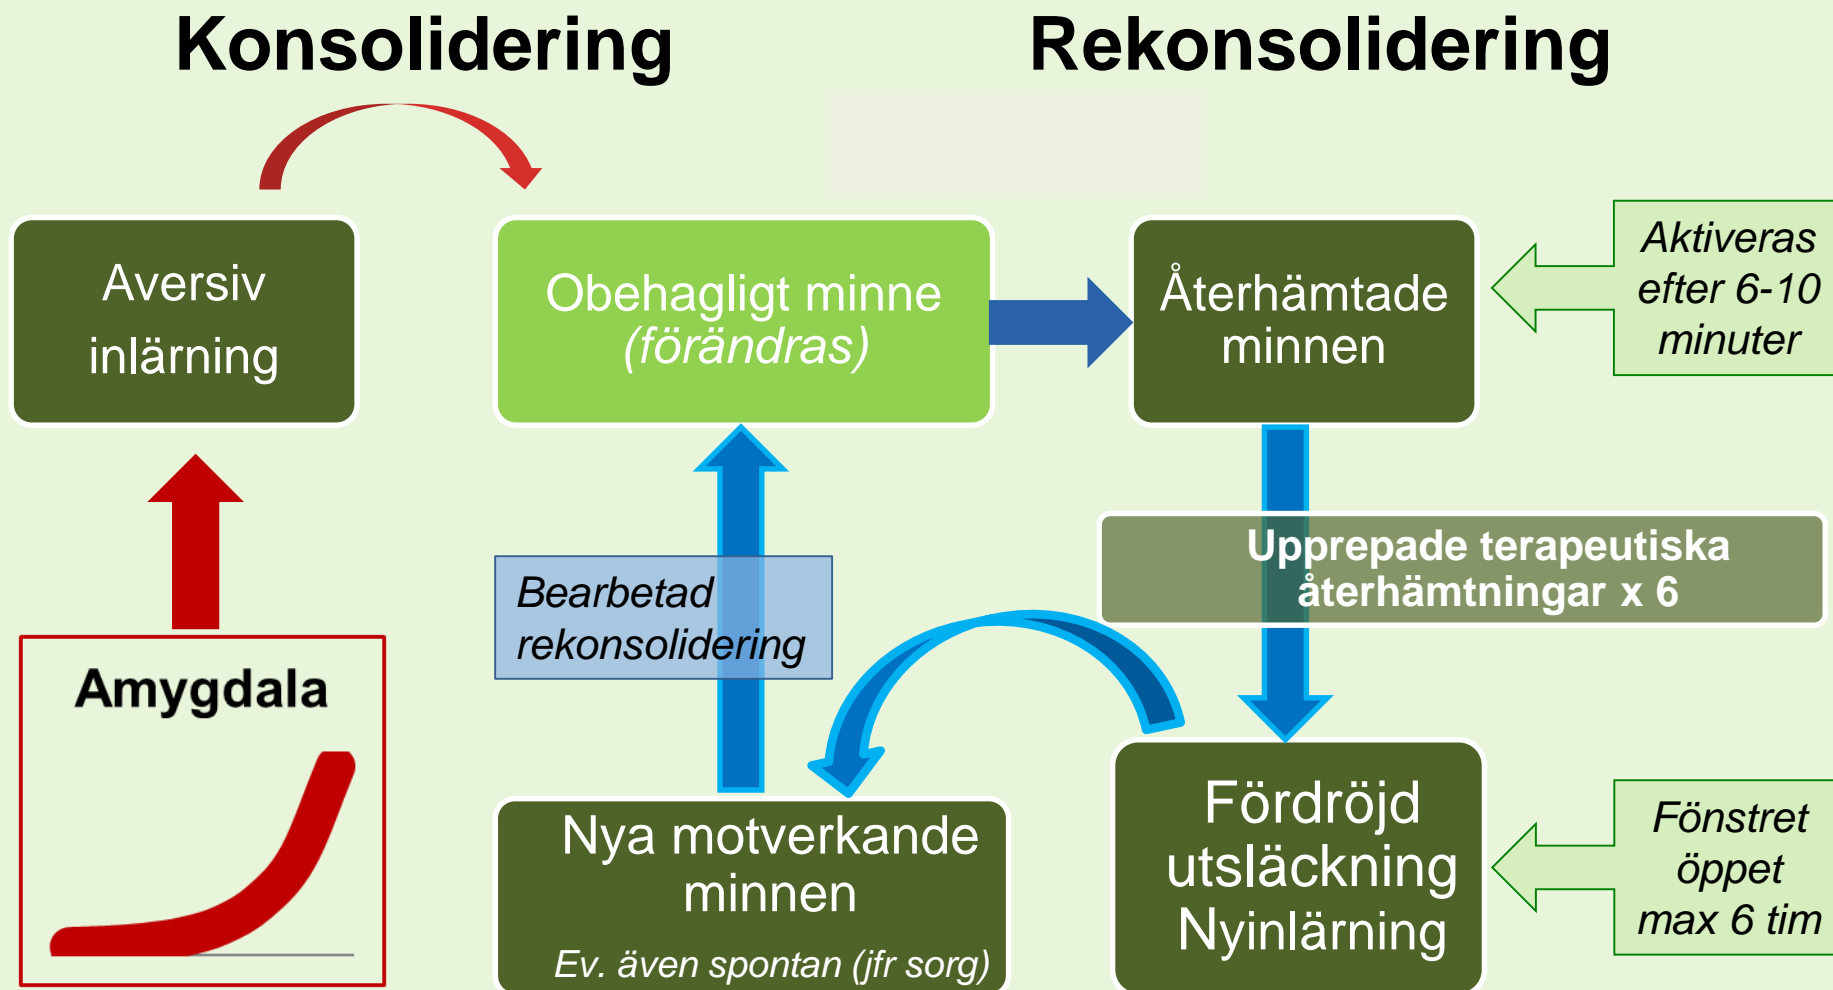 Konsolidering
Rekonsolidering
Aversiv
inlärning
Obehagligt minne
(förändras)
Återhämtade
minnen
Aktiveras
efter 6-10
minuter
Upprepade terapeutiska
återhämtningar x 6
Bearbetad
rekonsolidering
Amygdala
Nya motverkande
minnen
Ev. även spontan (jfr sorg)
Fördröjd
utsläckning
Nyinlärning
Fönstret
öppet
max 6 tim